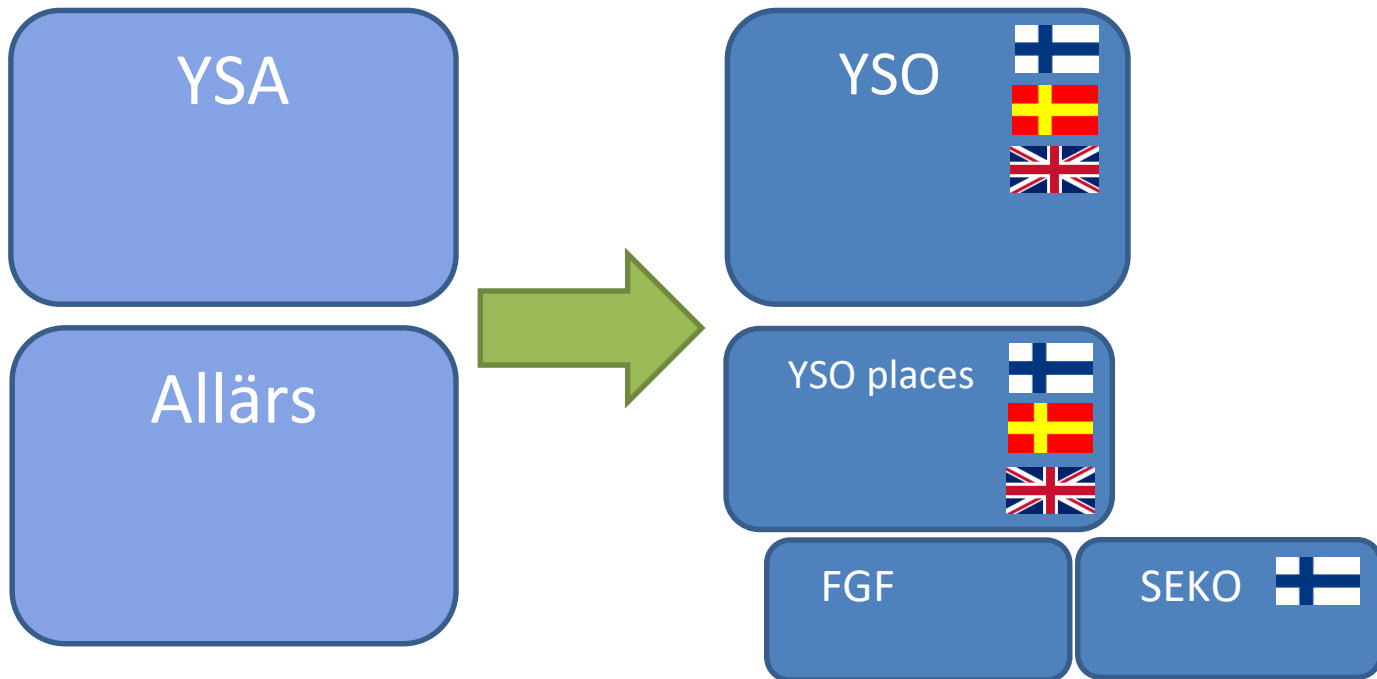 YSA
Allärs
YSO
YSO places
FGF
SEKO